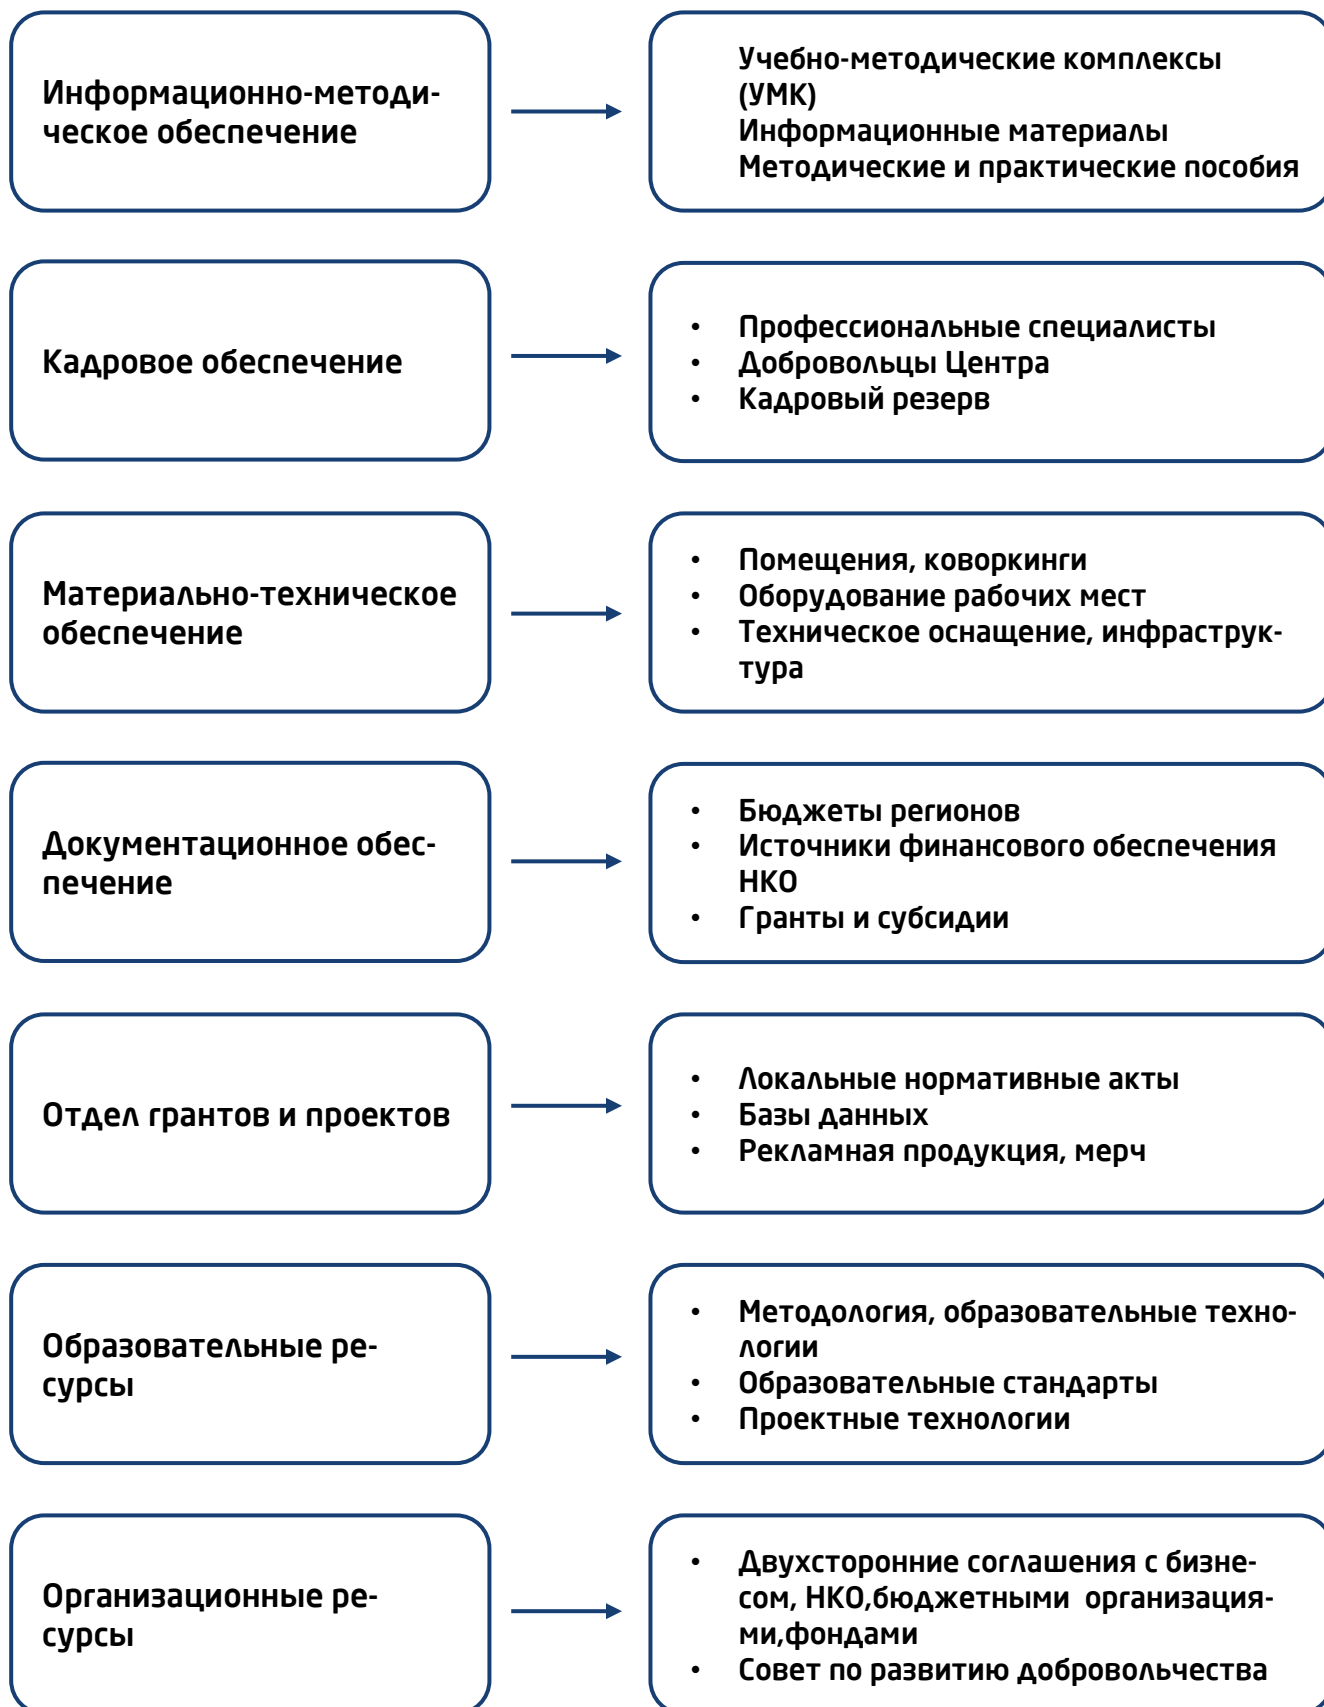 Информационно-методи-
ческое обеспечение
Учебно-методические комплексы
(УМК)
Информационные материалы
Методические и практические пособия
Кадровое обеспечение
• Профессиональные специалисты
• Добровольцы Центра
• Кадровый резерв
Материально-техническое
обеспечение
• Помещения, коворкинги
• Оборудование рабочих мест
• Техническое оснащение, инфраструк-
тура
Документационное обес-
печение
• Бюджеты регионов
• Источники финансового обеспечения
НКО
• Гранты и субсидии
Отдел грантов и проектов
• Локальные нормативные акты
• Базы данных
• Рекламная продукция, мерч
Образовательные ре-
сурсы
• Методология, образовательные техно-
логии
• Образовательные стандарты
• Проектные технологии
Организационные ре-
сурсы
• Двухсторонние соглашения с бизне-
сом, НКО,бюджетными организация-
ми,фондами
• Совет по развитию добровольчества